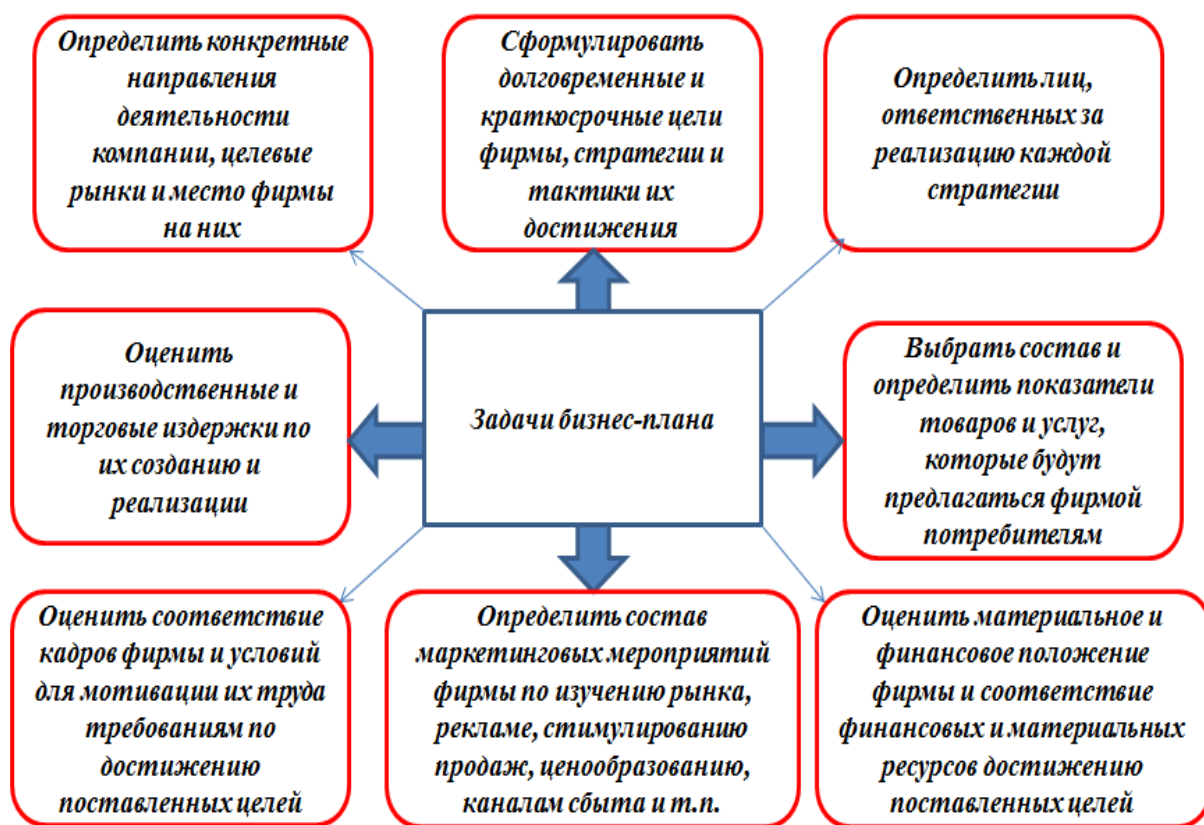 Определить конкретные
направления
деятельности
компании, целевые
рынки и место фирмы
на них
Сформулировать
долговременные и
краткосрочные цели
фирмы, стратегии и
тактики их
достижения
Определить лиц,
ответственных за
реализацию каждой
стратегии
Оценить
производственные и
торговые издержки по
их созданию и
реализации
Задачи бизнес-плана
Выбрать состав и
определить показатели
товаров и услуг,
которые будут
предлагаться фирмой
потребителям
Оценить соответствие
кадров фирмы и условий
для мотивации их труда
требованиям по
достижению
поставленных целей
Определить состав
маркетинговых мероприятий
фирмы по изучению рынка,
рекламе, стимулированию
продаж, ценообразованию,
каналам сбыта и т.п.
Оценить материальное и
финансовое положение
фирмы и соответствие
финансовых и материальных
ресурсов достижению
поставленных целей